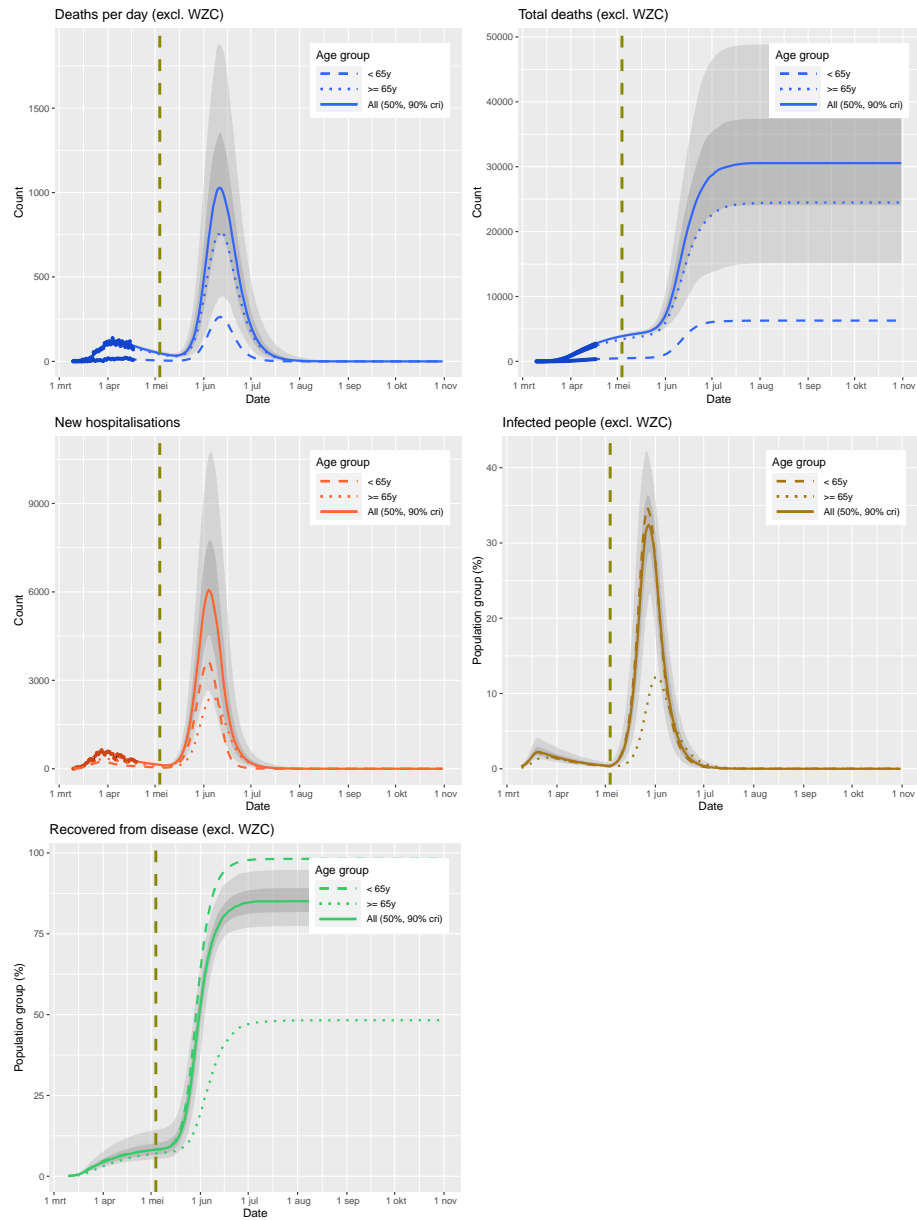 Deaths per day (excl. WZC)
Count
1500
1000
500
0
1 mrt 1 apr 1 mei 1 jun 1 jul 1 aug 1 sep 1 okt 1 nov
Date
Age group
< 65y
>= 65y
All (50%, 90% cri)
Total deaths (excl. WZC)
Count
50000
40000
30000
20000
10000
0
1 mrt 1 apr 1 mei 1 jun 1 jul 1 aug 1 sep 1 okt 1 nov
Date
Age group
< 65y
>= 65y
All (50%, 90% cri)
New hospitalisations
Count
9000
6000
3000
0
1 mrt 1 apr 1 mei 1 jun 1 jul 1 aug 1 sep 1 okt 1 nov
Date
Age group
< 65y
>= 65y
All (50%, 90% cri)
Infected people (excl. WZC)
Population group (%)
40
30
20
10
0
1 mrt 1 apr 1 mei 1 jun 1 jul 1 aug 1 sep 1 okt 1 nov
Date
Age group
< 65y
>= 65y
All (50%, 90% cri)
Recovered from disease (excl. WZC)
Population group (%)
100
75
50
25
0
1 mrt 1 apr 1 mei 1 jun 1 jul 1 aug 1 sep 1 okt 1 nov
Date
Age group
< 65y
>= 65y
All (50%, 90% cri)